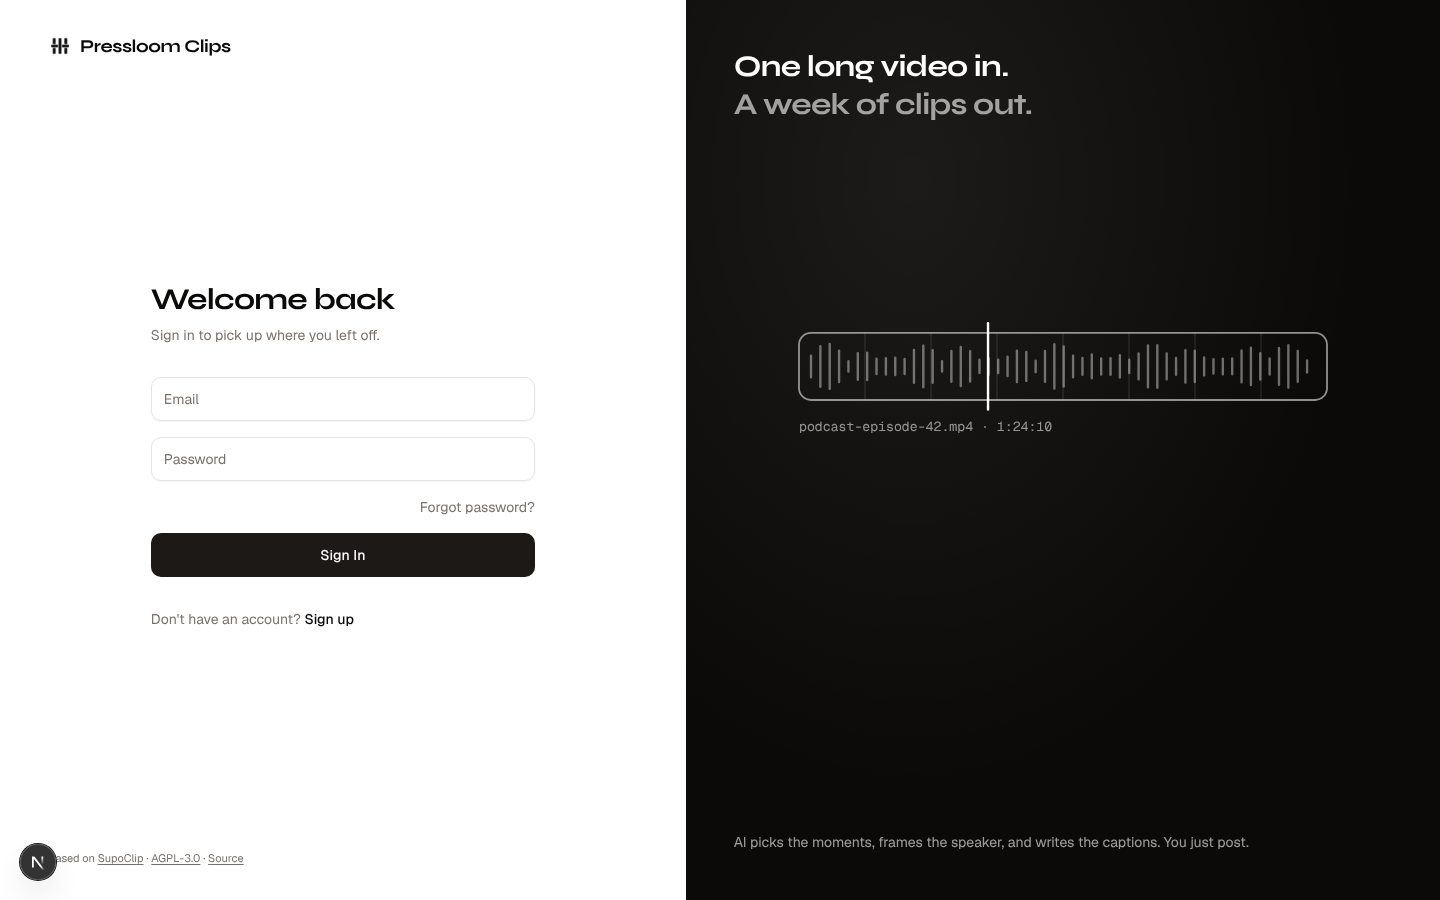 Pressloom Clips
Welcome back
Sign in to pick up where you left off.
Email
Password
Forgot password?
Sign In
Don't have an account? Sign up
N
ased on SupoClip · AGPL-3.0 · Source
One long video in.
A week of clips out.
podcast-episode-42.mp4 · 1:24:10
AI picks the moments, frames the speaker, and writes the captions. You just post.